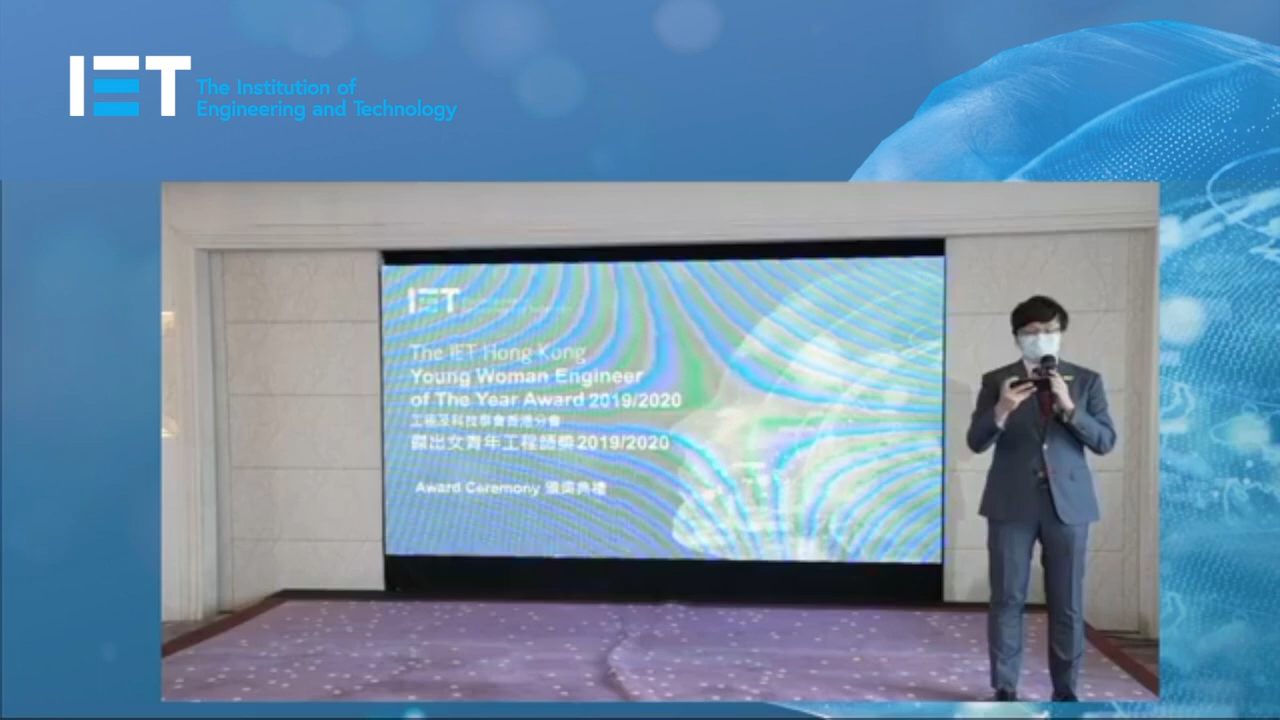 IET
The Institution of
Engineering and Technology
IET
The IET Hong Kong
Young Woman Engineer
of The Year Award 2019/2020
工程及科技學會香港分會
傑出女青年工程師獎2019/2020
Award Ceremony 頒獎典禮